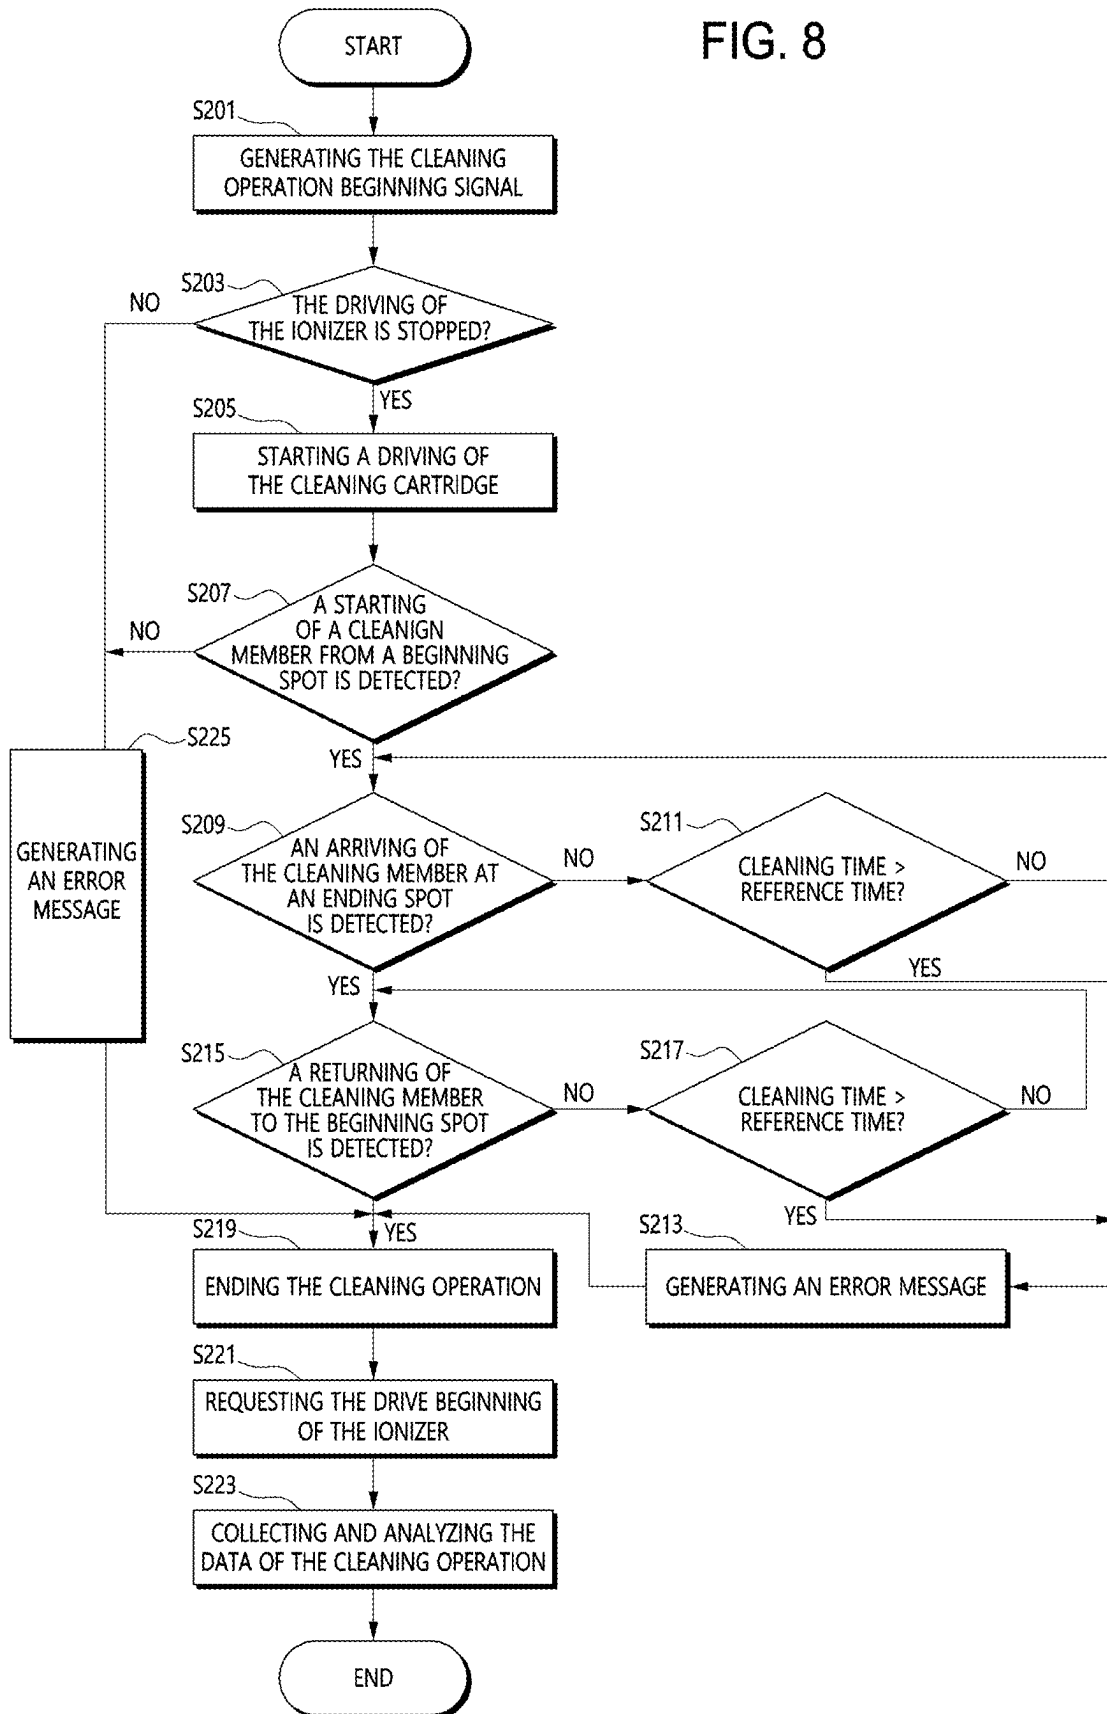 FIG. 8
START
S201
GENERATING THE CLEANING
OPERATION BEGINNING SIGNAL
S203
NO
THE DRIVING OF
THE IONIZER IS STOPPED?
YES
S205
STARTING A DRIVING OF
THE CLEANING CARTRIDGE
S207
NO
A STARTING
OF A CLEANIGN
MEMBER FROM A BEGINNING
SPOT IS DETECTED?
S225
YES
GENERATING
AN ERROR
MESSAGE
S209
AN ARRIVING OF
THE CLEANING MEMBER AT
AN ENDING SPOT
IS DETECTED?
NO
S211
CLEANING TIME >
REFERENCE TIME?
NO
YES
YES
S215
A RETURNING OF
THE CLEANING MEMBER
TO THE BEGINNING SPOT
IS DETECTED?
NO
S217
CLEANING TIME >
REFERENCE TIME?
NO
YES
S219
YES
S213
ENDING THE CLEANING OPERATION
GENERATING AN ERROR MESSAGE
S221
REQUESTING THE DRIVE BEGINNING
OF THE IONIZER
S223
COLLECTING AND ANALYZING THE
DATA OF THE CLEANING OPERATION
END